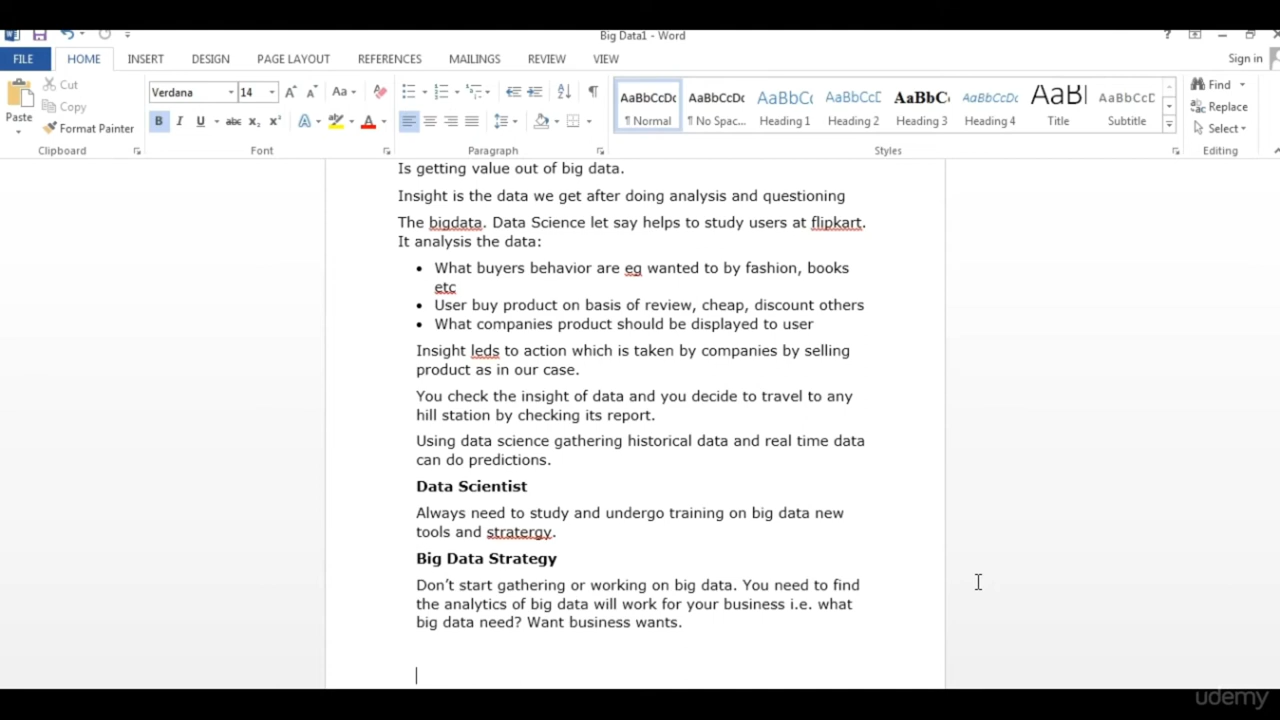 Big Data1 - Word
?
FILE HOME INSERT DESIGN PAGE LAYOUT REFERENCES MAILINGS REVIEW VIEW Sign in
Cut
Copy
Format Painter
Paste
Clipboard
Verdana 14 Aa
B I U abc X₂ X² A A
Font
Paragraph
AaBbCcDc AaBbCcDc AaBbC AaBbCcD AaBbC AaBbCcDc AaBl AaBbCcD
¶ Normal ¶ No Spac... Heading 1 Heading 2 Heading 3 Heading 4 Title Subtitle
Styles
Find
Replace
Select
Editing
Is getting value out of big data.
Insight is the data we get after doing analysis and questioning
The bigdata. Data Science let say helps to study users at flipkart.
It analysis the data:
• What buyers behavior are eg wanted to by fashion, books
etc
• User buy product on basis of review, cheap, discount others
• What companies product should be displayed to user
Insight leds to action which is taken by companies by selling
product as in our case.
You check the insight of data and you decide to travel to any
hill station by checking its report.
Using data science gathering historical data and real time data
can do predictions.
Data Scientist
Always need to study and undergo training on big data new
tools and stratergy.
Big Data Strategy
Don't start gathering or working on big data. You need to find
the analytics of big data will work for your business i.e. what
big data need? Want business wants.
udemy